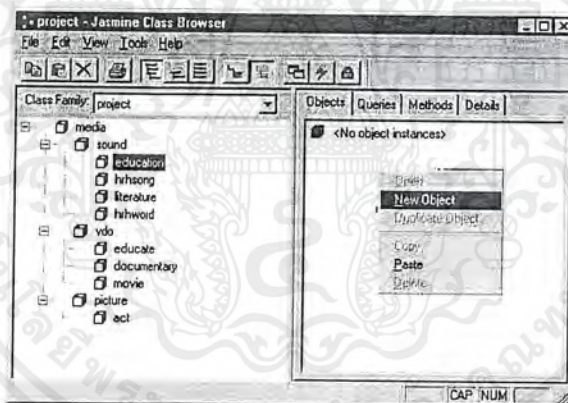 project - Jasmine Class Browser
File Edit View Tools Help
Class Family: project
media
sound
education
hrhsong
literature
hrhword
vdo
educate
documentary
movie
picture
act
Objects Queries Methods Details
<No object instances>
New Object
Duplicate Object
Copy
Paste
Delete
CAP NUM